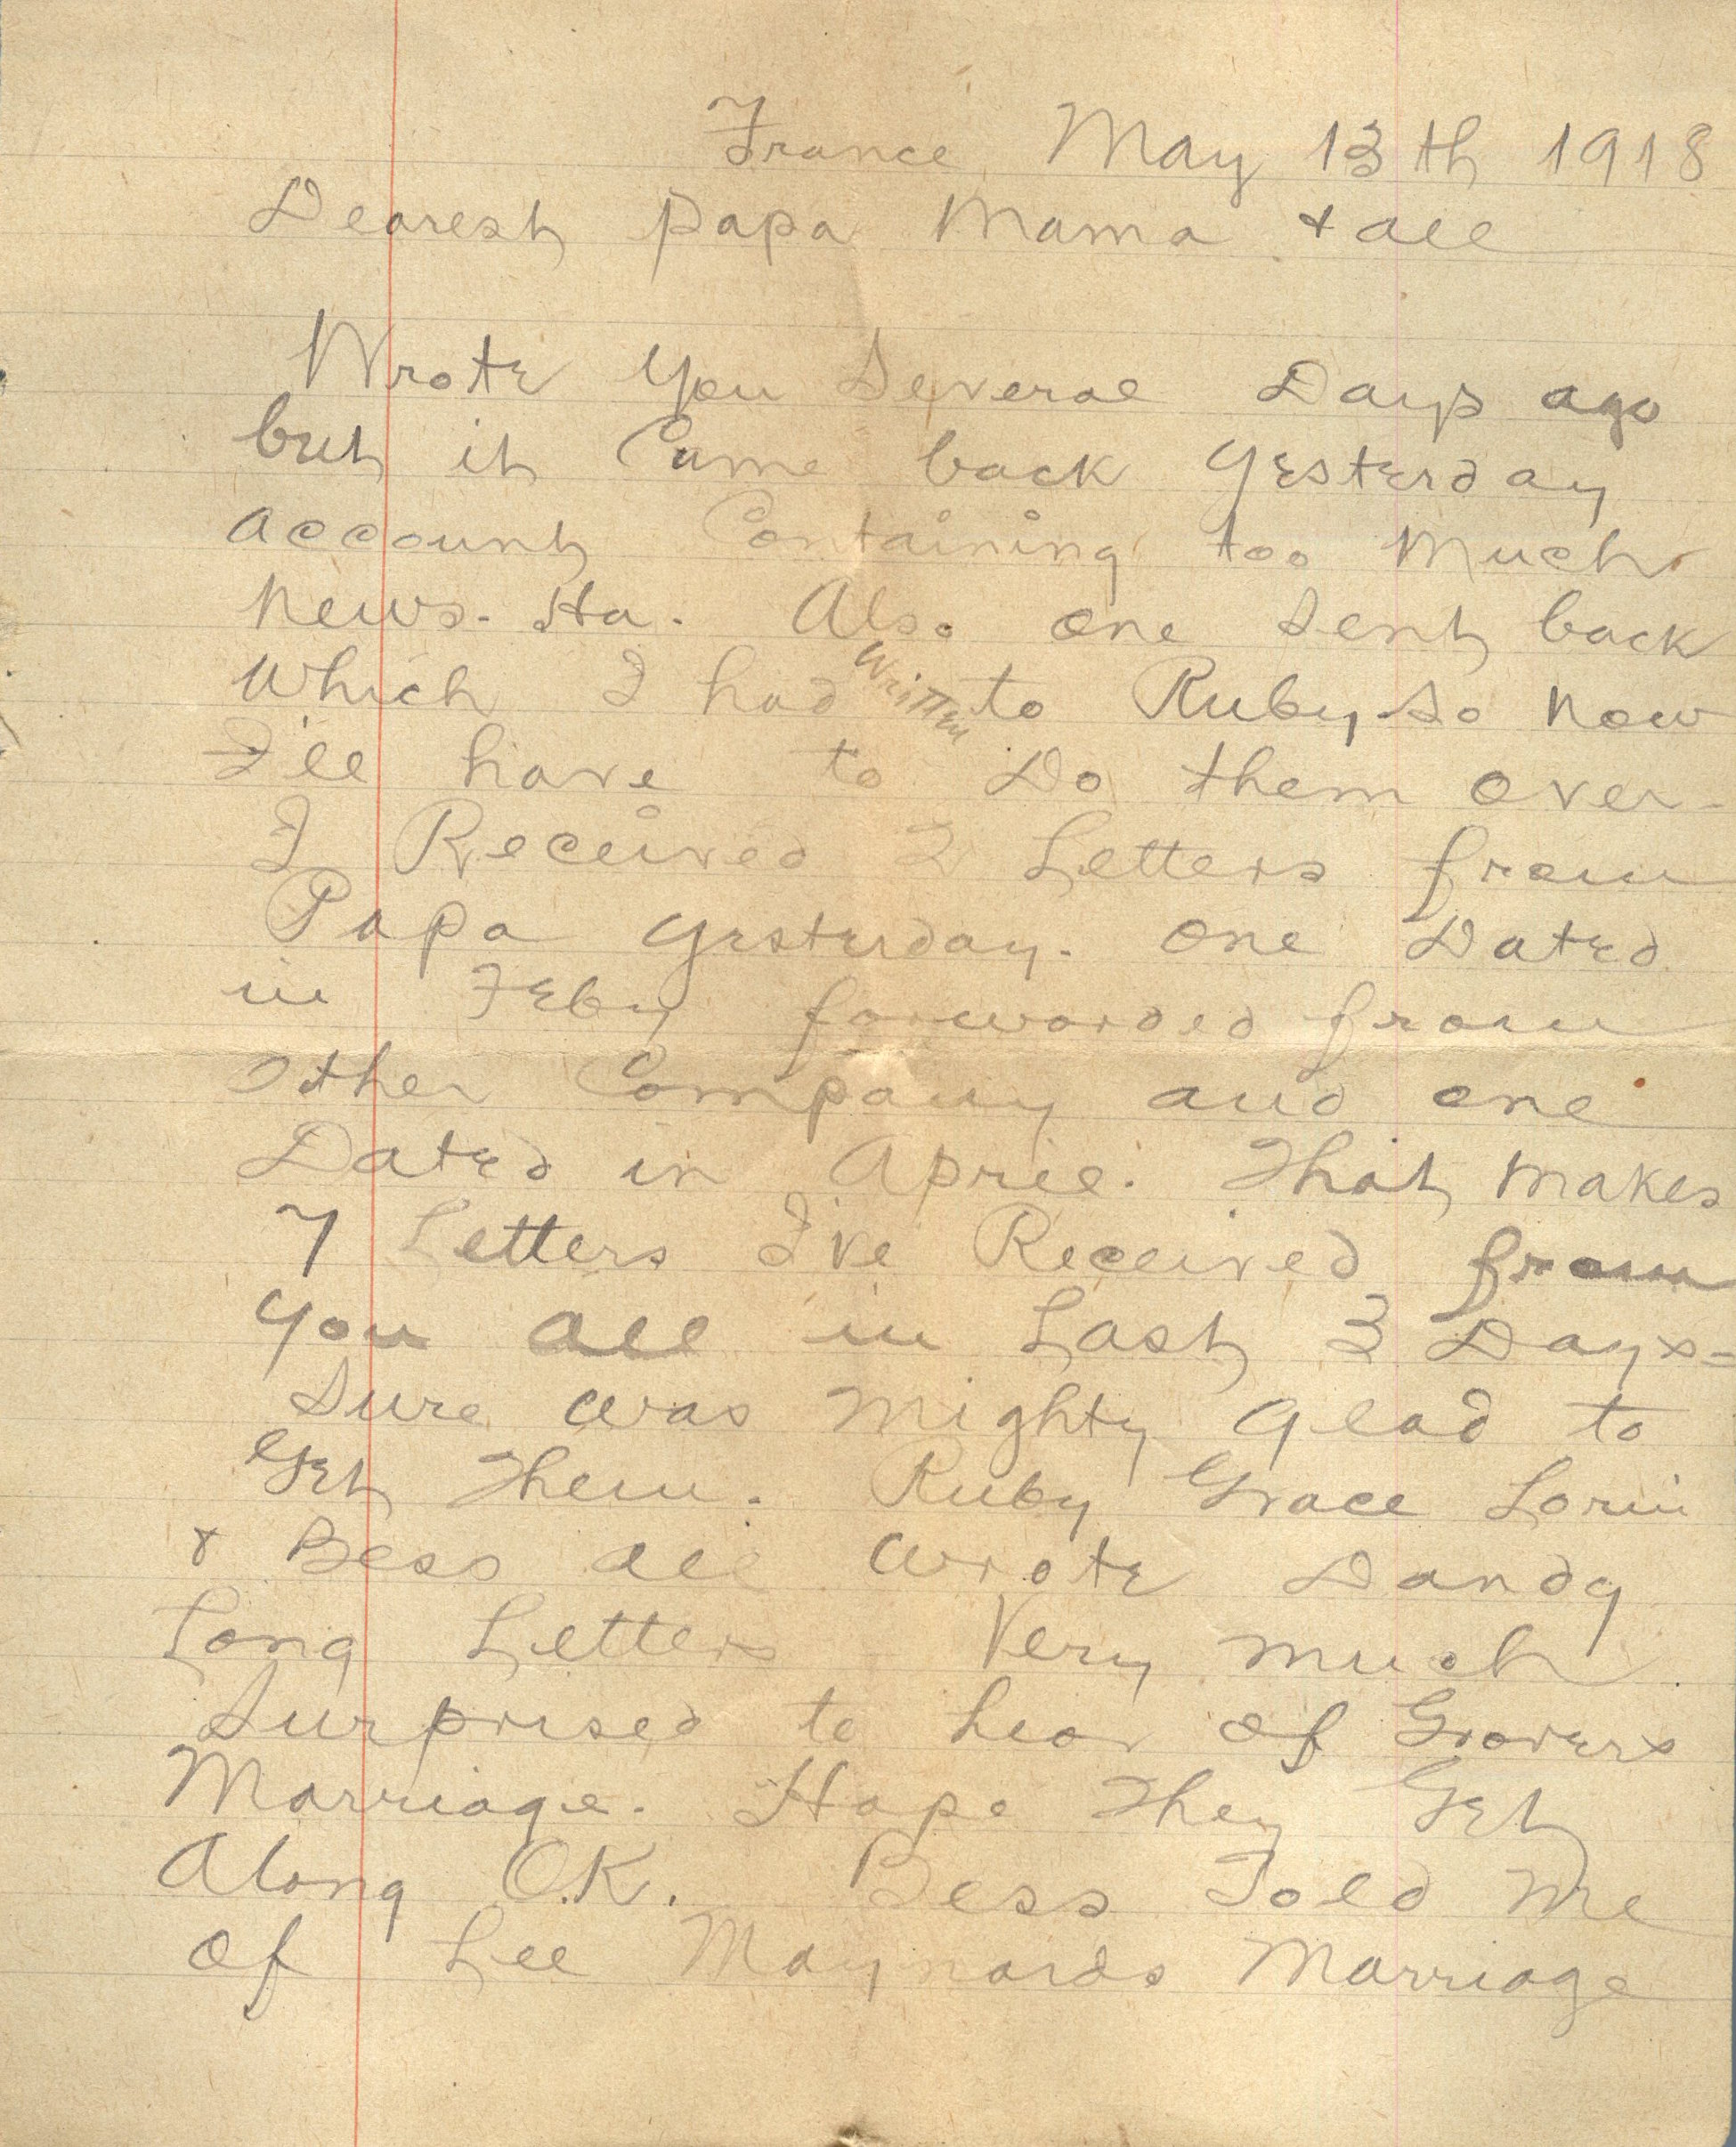 France May 13th 1918
Dearest Papa Mama & all
Wrote you Several Days ago
but it Came back Yesterday
account Containing too Much
News. Ha. Also one Sent back
Which I had written to Ruby. So Now
I'll have to Do them over-
I Received 2 Letters from
Papa yesterday. one Dated
in Feby forwarded from
other Company and one
Dated in April. That Makes
7 Letters I've Received from
you all in Last 3 Days-
Sure was mighty glad to
Get Them. Ruby Grace Lorin
& Bess all wrote Dandy
Long Letters Very much
Surprised to hear of Grovers
Marriage. Hope They Get
Along O.K. Bess Told me
of Lee Maynards Marriage